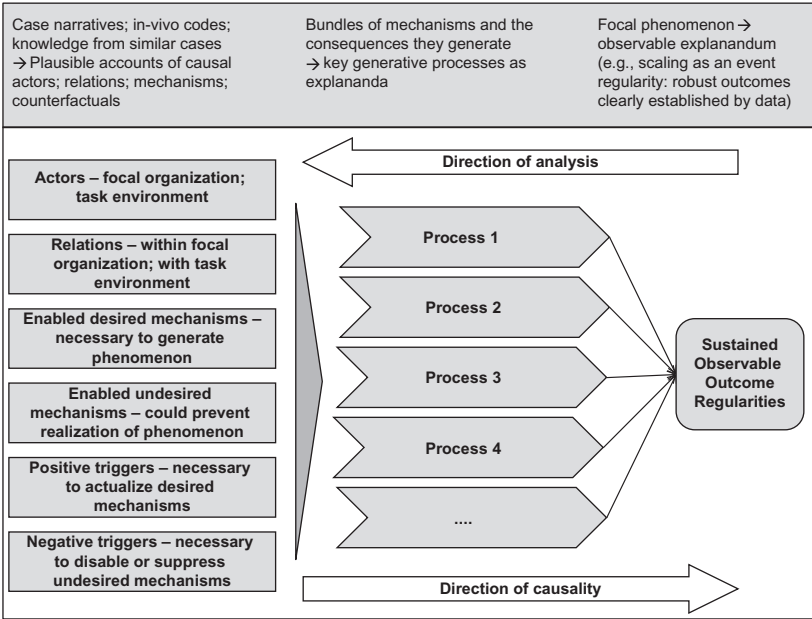 Case narratives; in-vivo codes;
knowledge from similar cases
→ Plausible accounts of causal
actors; relations; mechanisms;
counterfactuals
Bundles of mechanisms and the
consequences they generate
→ key generative processes as
explananda
Focal phenomenon →
observable explanandum
(e.g., scaling as an event
regularity: robust outcomes
clearly established by data)
Direction of analysis
Actors – focal organization;
task environment
Relations – within focal
organization; with task
environment
Enabled desired mechanisms –
necessary to generate
phenomenon
Enabled undesired
mechanisms – could prevent
realization of phenomenon
Positive triggers – necessary
to actualize desired
mechanisms
Negative triggers – necessary
to disable or suppress
undesired mechanisms
Process 1
Process 2
Process 3
Process 4
....
Sustained
Observable
Outcome
Regularities
Direction of causality